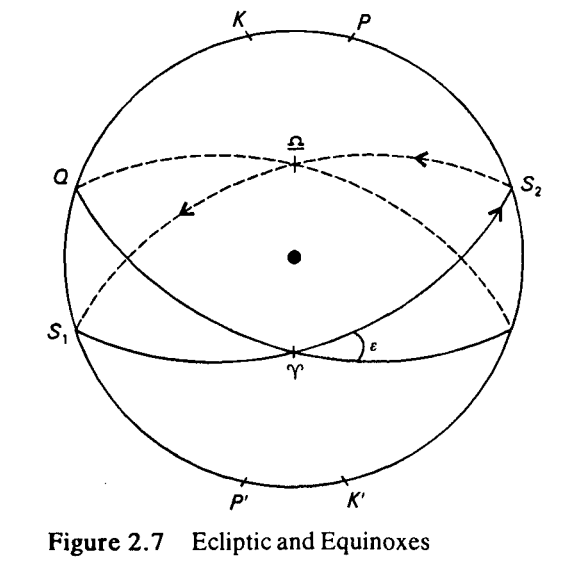 K P
♎
Q S₂
S₁ ε
♈
P' K'
Figure 2.7 Ecliptic and Equinoxes